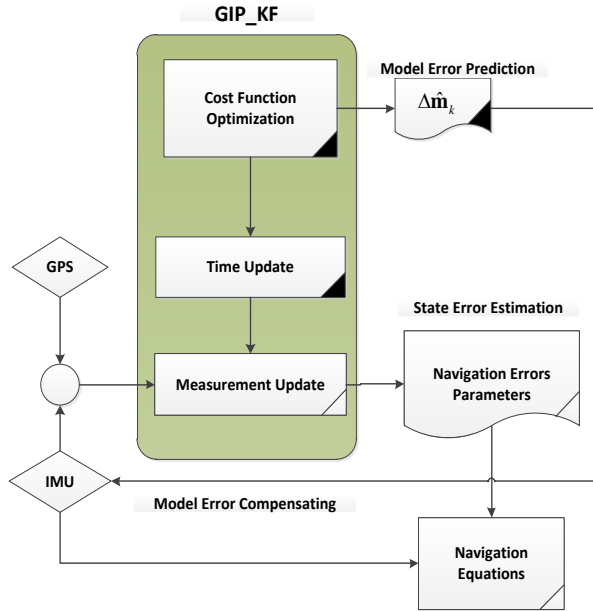 GIP_KF
Model Error Prediction
Cost Function
Optimization
Δm̂ₖ
GPS
Time Update
State Error Estimation
Measurement Update
Navigation Errors
Parameters
IMU
Model Error Compensating
Navigation
Equations